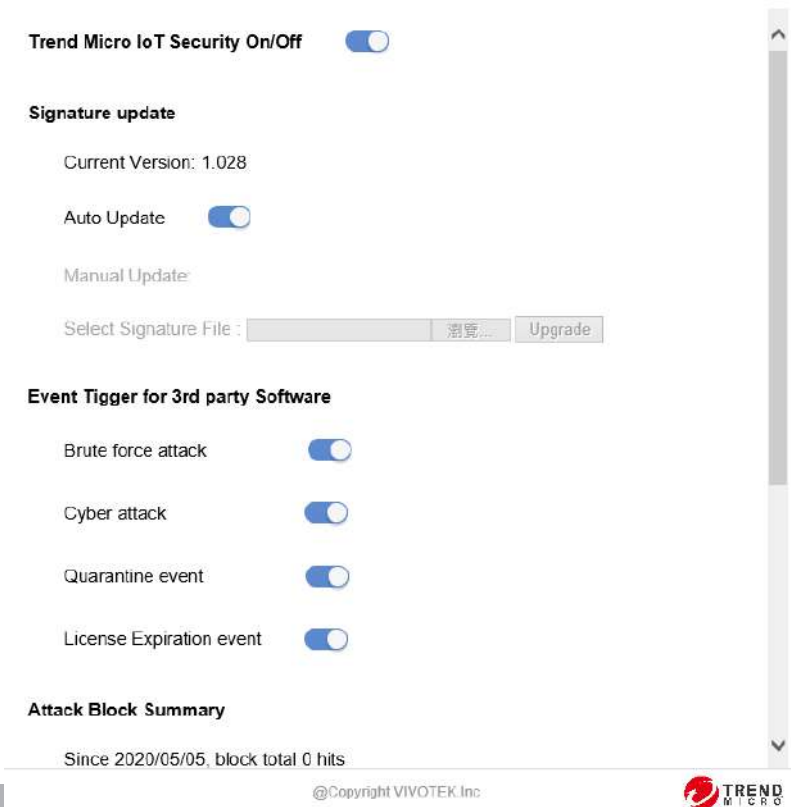 Trend Micro IoT Security On/Off
Signature update
Current Version: 1.028
Auto Update
Manual Update:
Select Signature File : 瀏覽... Upgrade
Event Tigger for 3rd party Software
Brute force attack
Cyber attack
Quarantine event
License Expiration event
Attack Block Summary
Since 2020/05/05, block total 0 hits
@Copyright VIVOTEK.Inc
TREND
MICRO